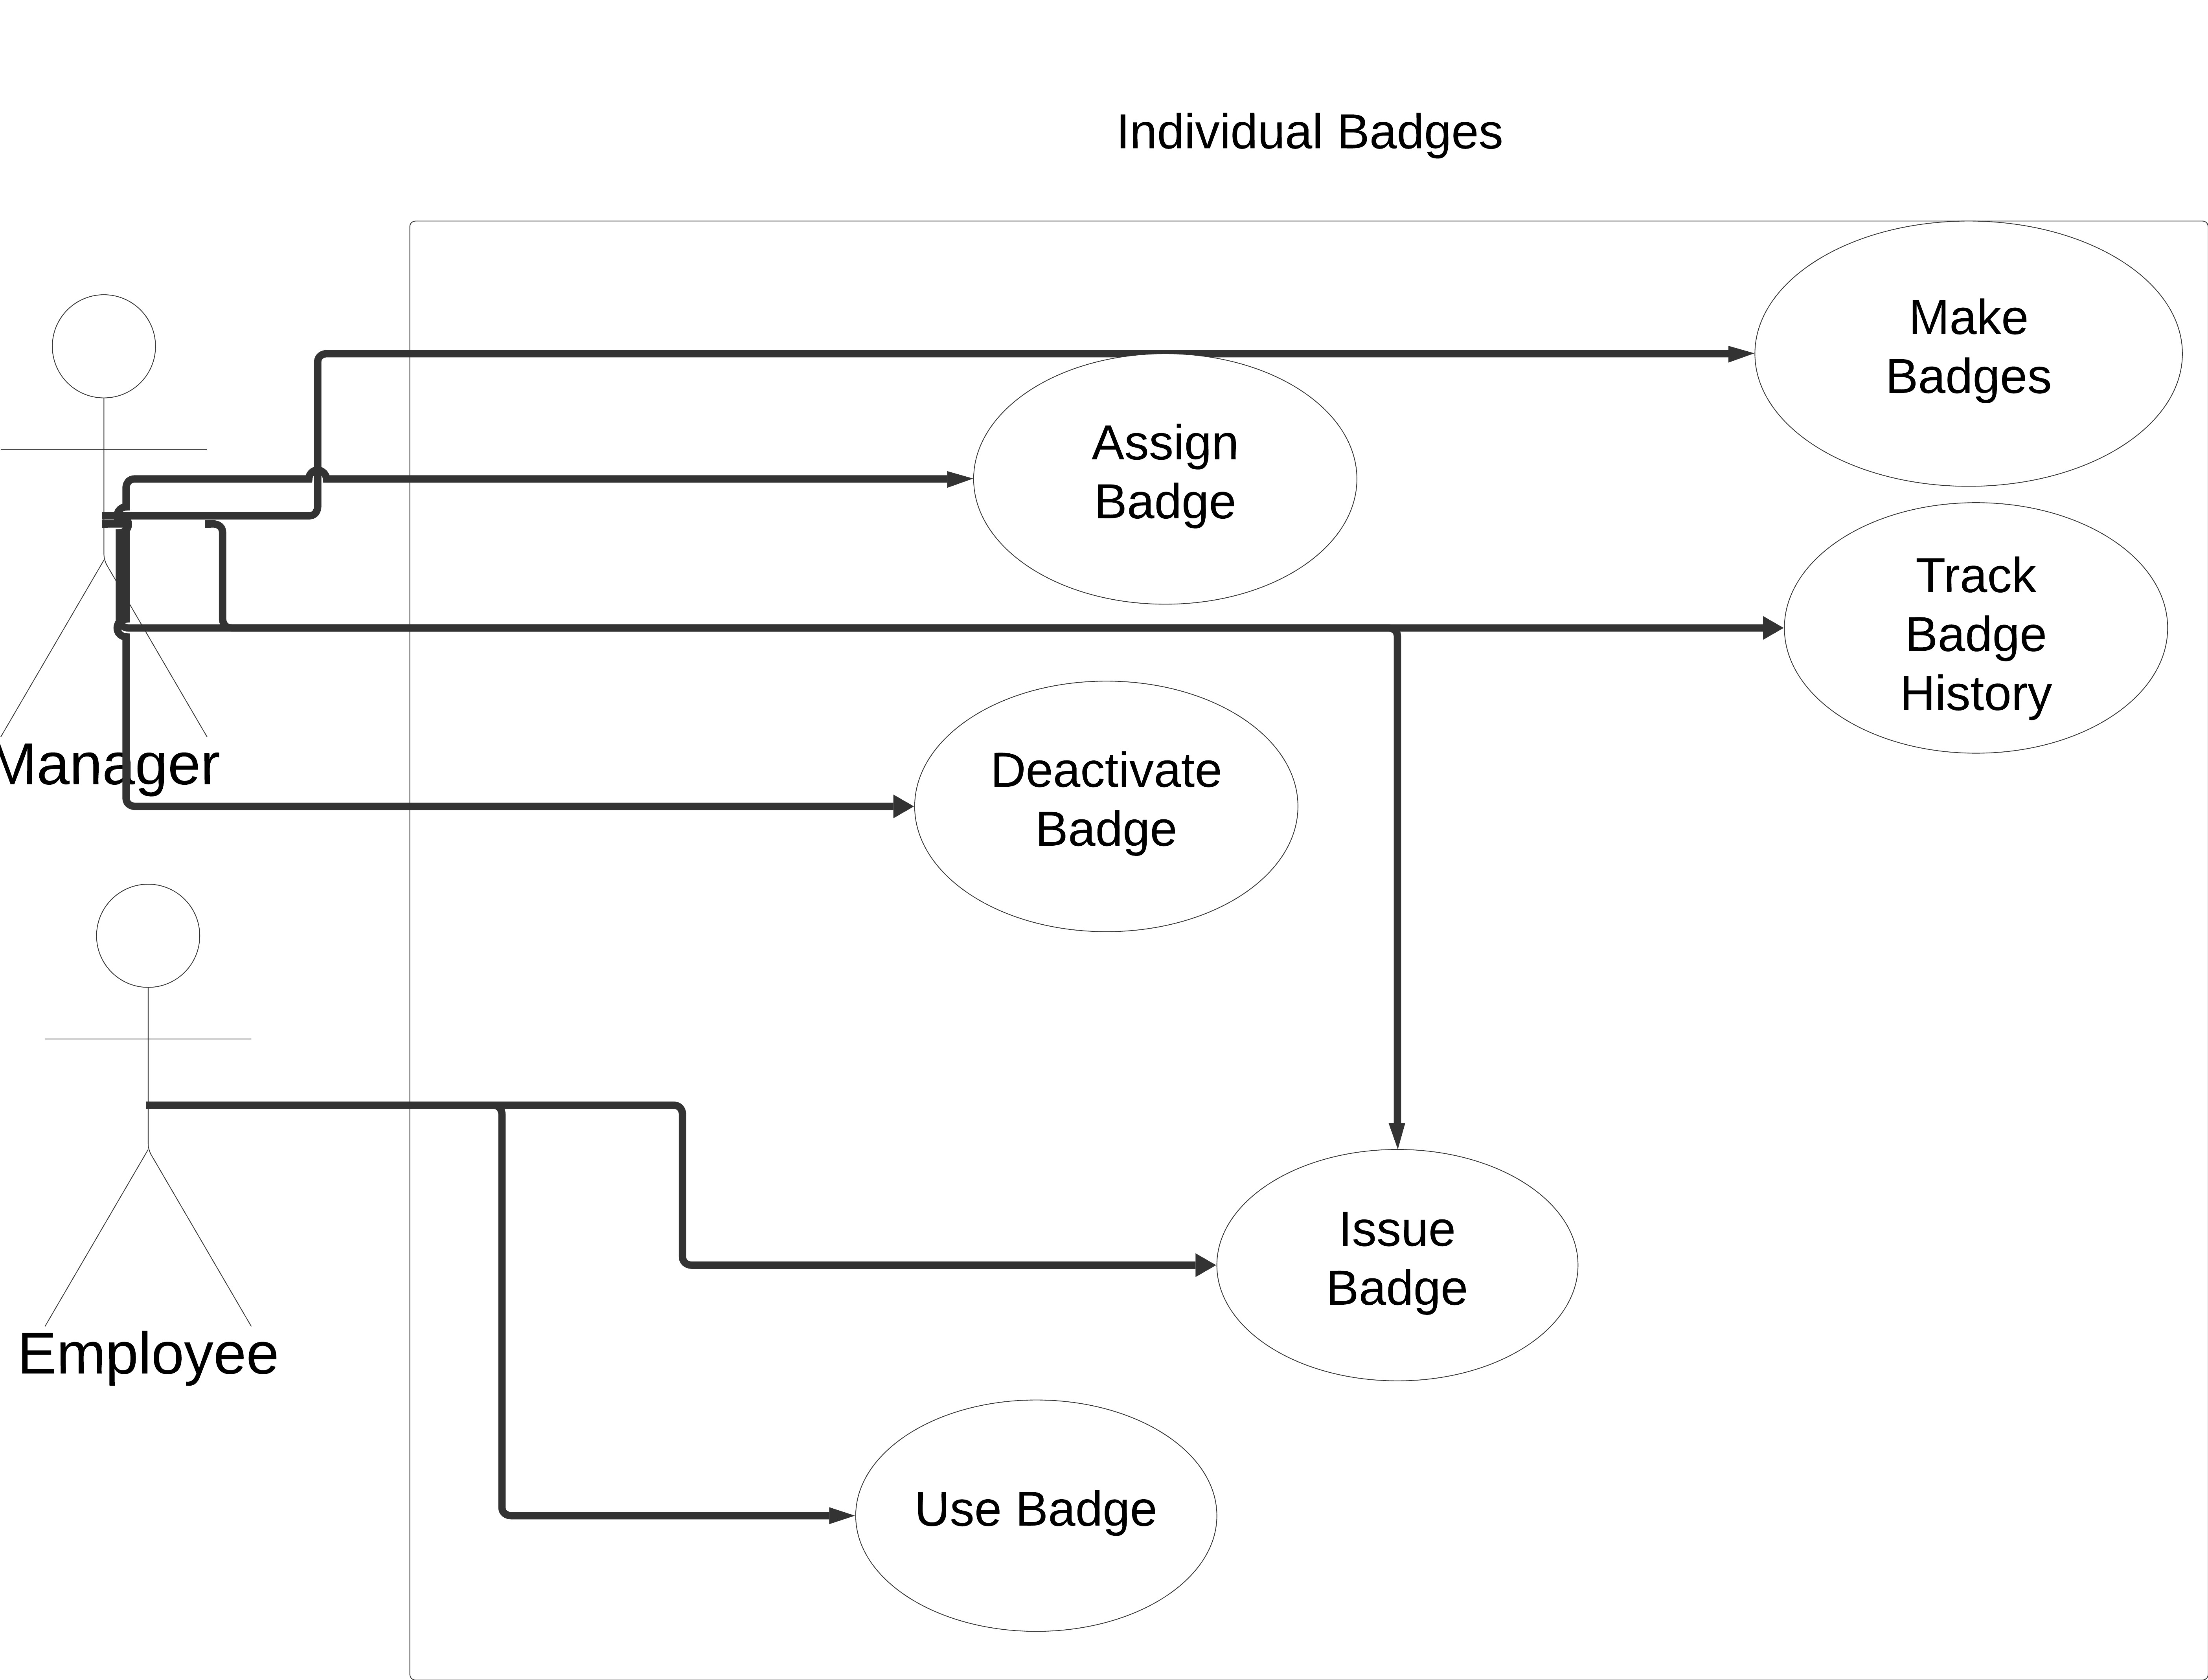 Individual Badges
Make
Badges
Assign
Badge
Track
Badge
History
Manager
Deactivate
Badge
Issue
Badge
Employee
Use Badge